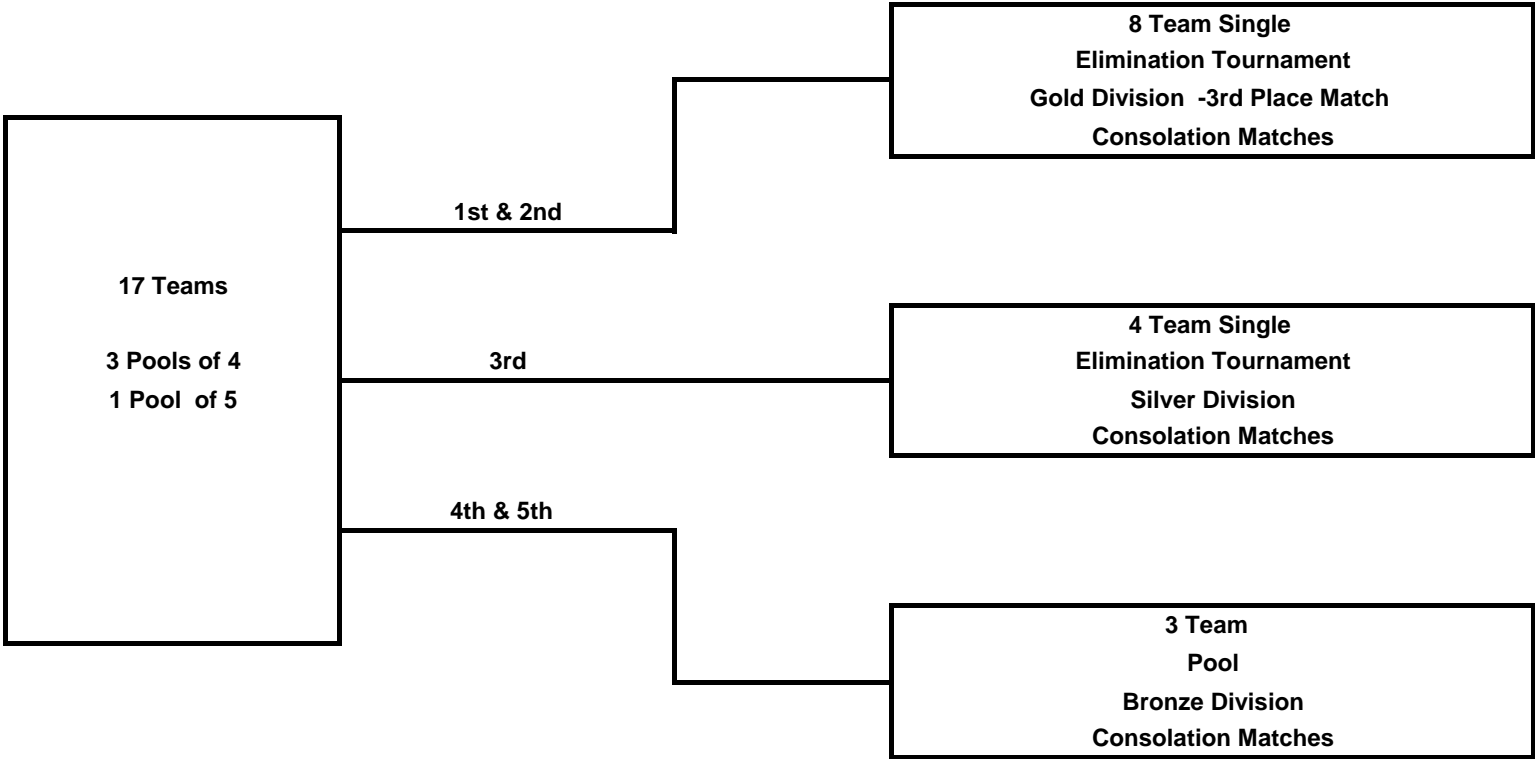 8 Team Single
Elimination Tournament
Gold Division -3rd Place Match
Consolation Matches
1st & 2nd
17 Teams
3 Pools of 4
1 Pool of 5
3rd
4 Team Single
Elimination Tournament
Silver Division
Consolation Matches
4th & 5th
3 Team
Pool
Bronze Division
Consolation Matches